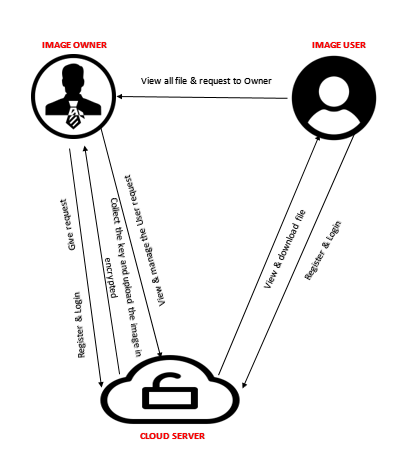 IMAGE OWNER
IMAGE USER
View all file & request to Owner
Give request
Register & Login
Collect the key and upload the image in
encrypted
View & manage the User request
View & download file
Register & Login
CLOUD SERVER